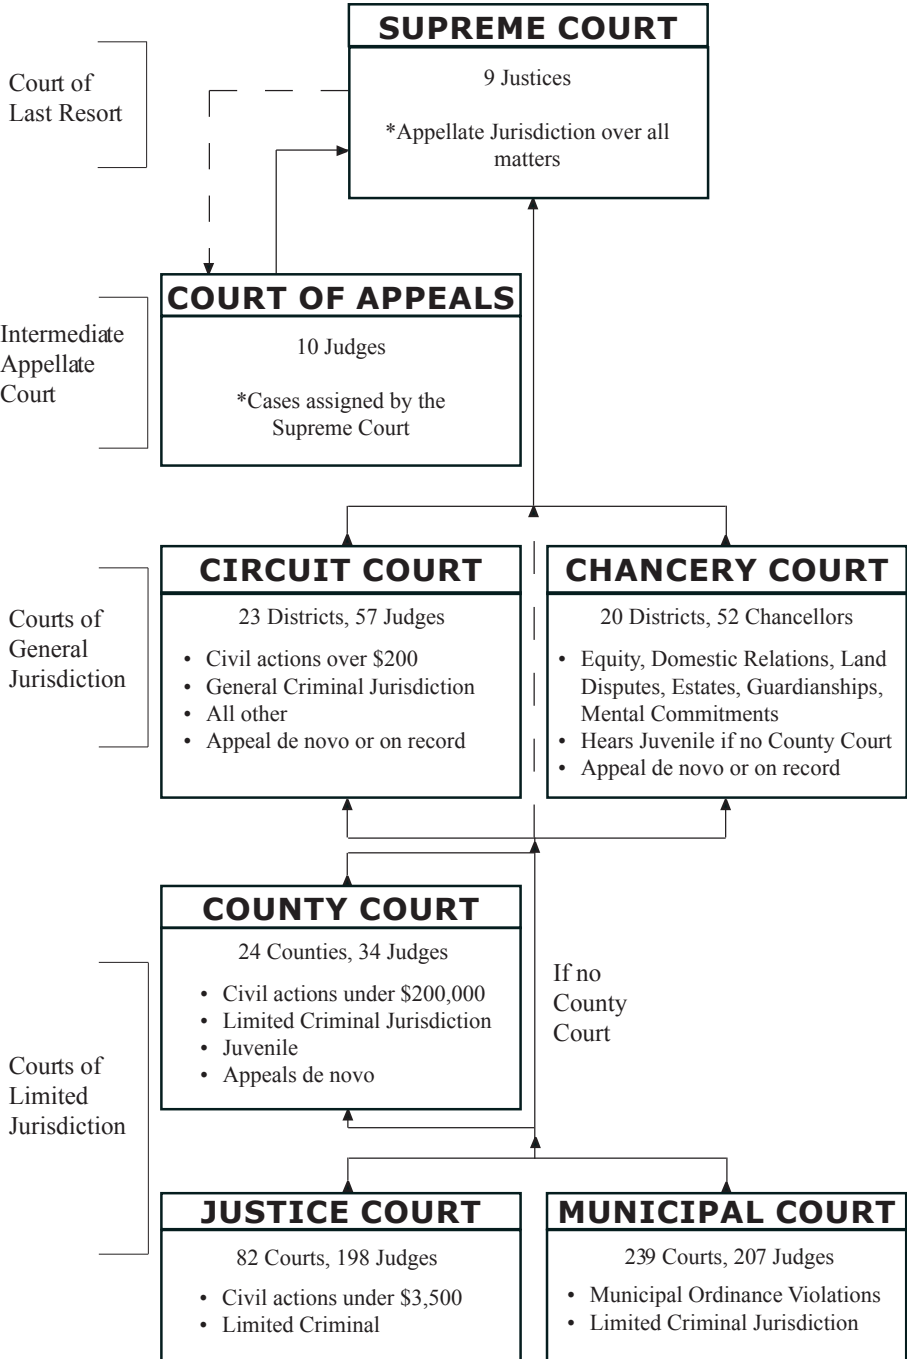 SUPREME COURT
9 Justices
*Appellate Jurisdiction over all
matters
Court of
Last Resort
COURT OF APPEALS
10 Judges
*Cases assigned by the
Supreme Court
Intermediate
Appellate
Court
CIRCUIT COURT
23 Districts, 57 Judges
• Civil actions over $200
• General Criminal Jurisdiction
• All other
• Appeal de novo or on record
CHANCERY COURT
20 Districts, 52 Chancellors
• Equity, Domestic Relations, Land
Disputes, Estates, Guardianships,
Mental Commitments
• Hears Juvenile if no County Court
• Appeal de novo or on record
Courts of
General
Jurisdiction
COUNTY COURT
24 Counties, 34 Judges
• Civil actions under $200,000
• Limited Criminal Jurisdiction
• Juvenile
• Appeals de novo
If no
County
Court
Courts of
Limited
Jurisdiction
JUSTICE COURT
82 Courts, 198 Judges
• Civil actions under $3,500
• Limited Criminal
MUNICIPAL COURT
239 Courts, 207 Judges
• Municipal Ordinance Violations
• Limited Criminal Jurisdiction